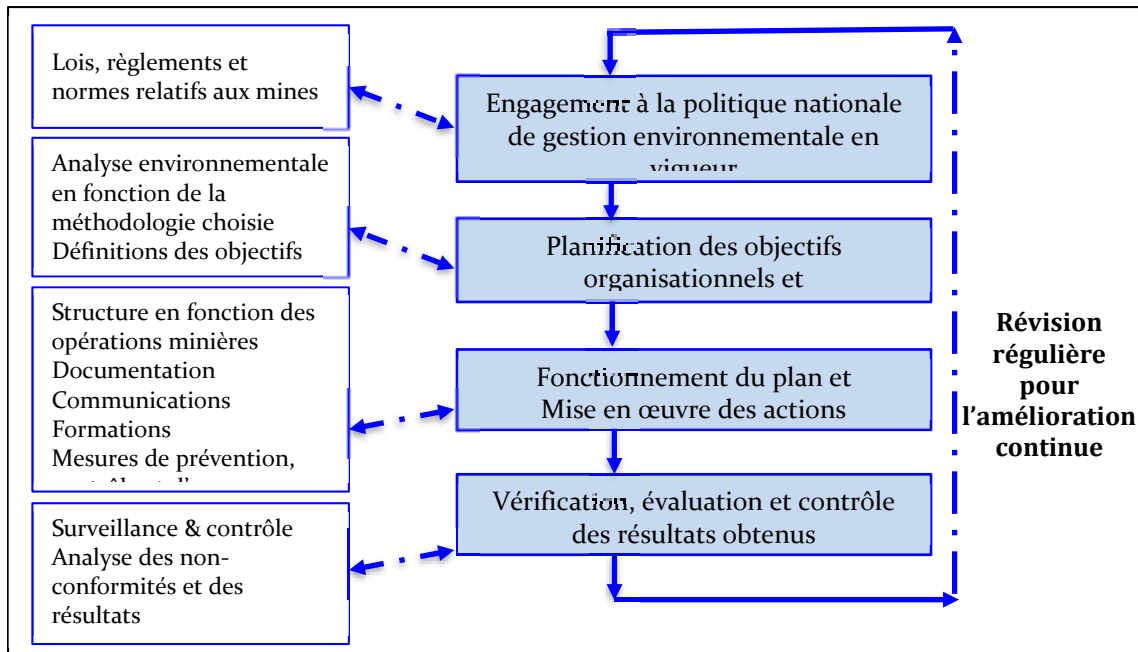 Lois, règlements et
normes relatifs aux mines
Analyse environnementale
en fonction de la
méthodologie choisie
Définitions des objectifs
Structure en fonction des
opérations minières
Documentation
Communications
Formations
Mesures de prévention,
Surveillance & contrôle
Analyse des non-
conformités et des
résultats
Engagement à la politique nationale
de gestion environnementale en
vigueur
Planification des objectifs
organisationnels et
Fonctionnement du plan et
Mise en œuvre des actions
Vérification, évaluation et contrôle
des résultats obtenus
Révision
régulière
pour
l'amélioration
continue